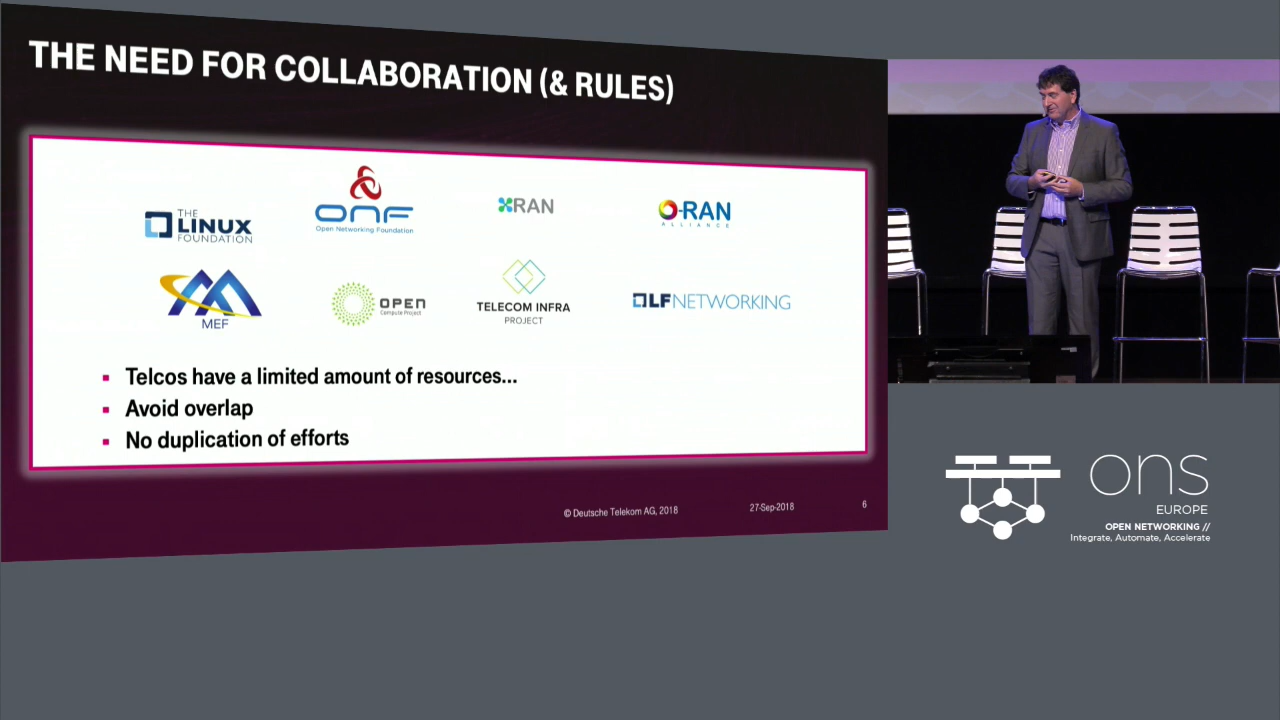 THE NEED FOR COLLABORATION (& RULES)
THE
LINUX
FOUNDATION
ONF
Open Networking Foundation
XRAN
O-RAN
ALLIANCE
MEF
OPEN
Compute Project
TELECOM INFRA
PROJECT
LFNETWORKING
Telcos have a limited amount of resources...
Avoid overlap
No duplication of efforts
© Deutsche Telekom AG, 2018
27-Sep-2018
6
ons
EUROPE
OPEN NETWORKING //
Integrate, Automate, Accelerate